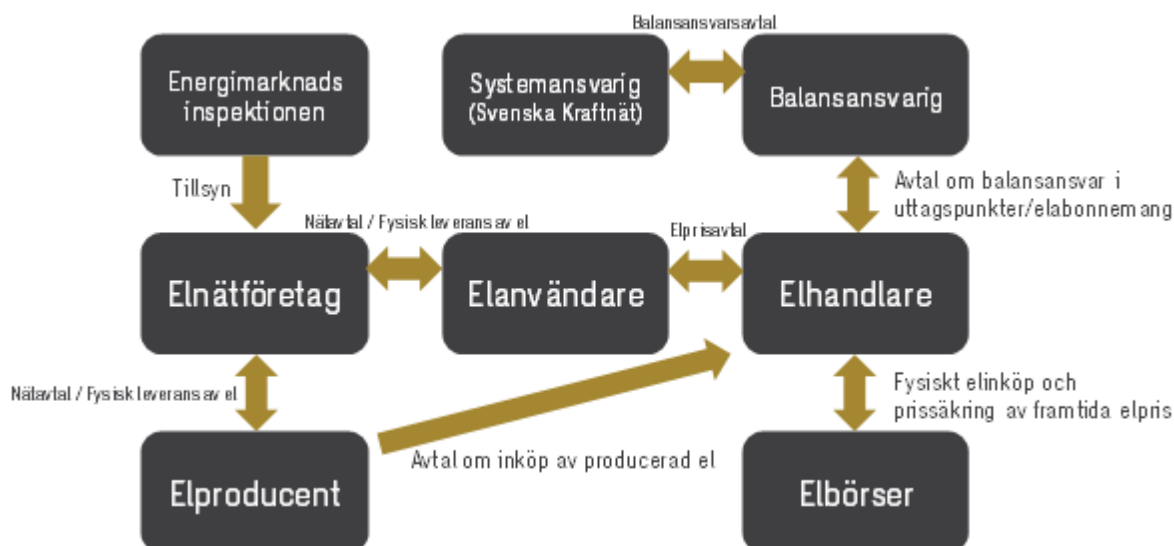 Balansansvarsavtal
Energimarknads
inspektionen
Systemansvarig
(Svenska Kraftnät)
Balansansvarig
Tillsyn
Avtal om balansansvar i
uttagspunkter/elabonnemang
Nätavtal / Fysisk leverans av el
Elprisavtal
Elnätföretag
Elanvändare
Elhandlare
Nätavtal / Fysisk leverans av el
Fysiskt elinköp och
prissäkring av framtida elpris
Avtal om inköp av producerad el
Elproducent
Elbörser